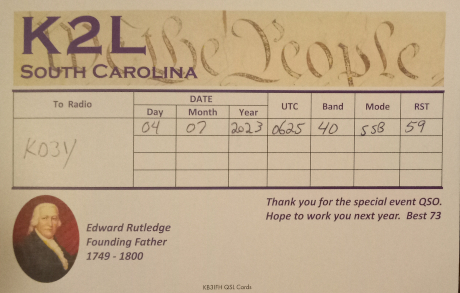 We the People
K2L
SOUTH CAROLINA
To Radio DATE UTC Band Mode RST
Day Month Year
KO3Y 04 07 2023 0625 40 SSB 59
Thank you for the special event QSO.
Hope to work you next year. Best 73
Edward Rutledge
Founding Father
1749 - 1800
KB3IFH QSL Cards